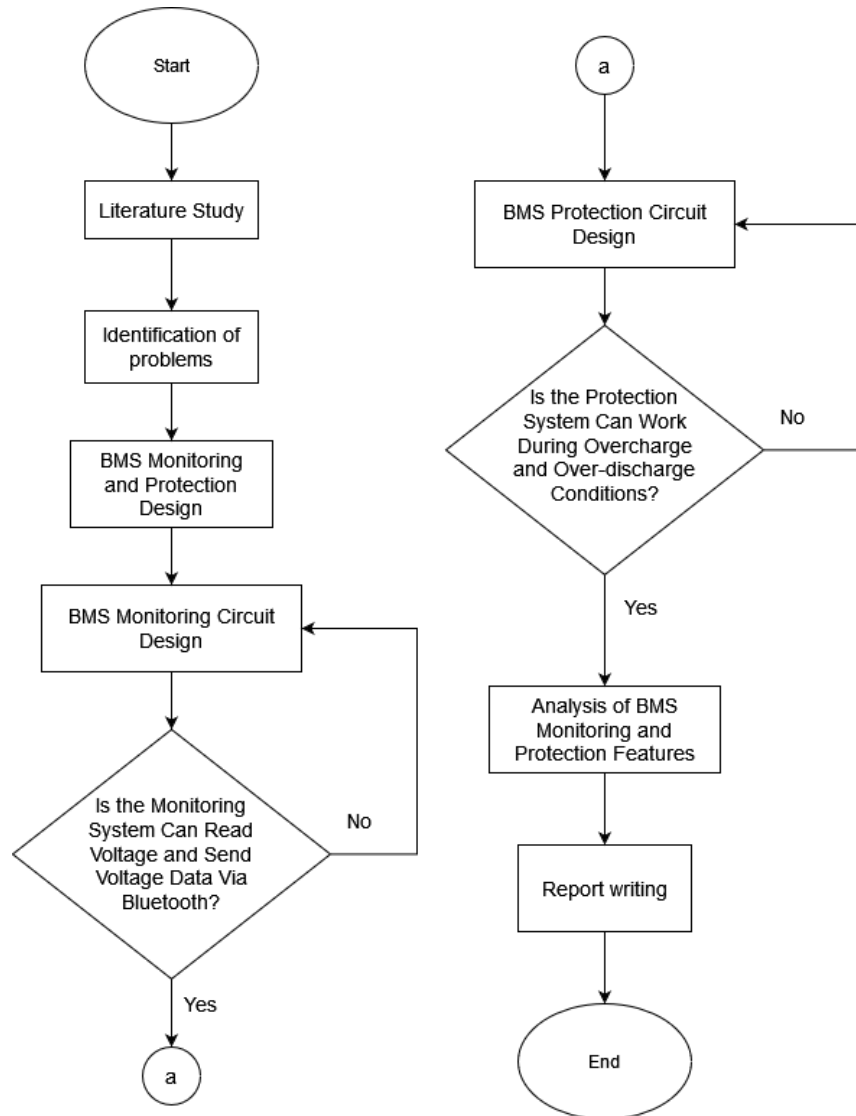 Start
Literature Study
Identification of
problems
BMS Monitoring
and Protection
Design
BMS Monitoring Circuit
Design
Is the Monitoring
System Can Read
Voltage and Send
Voltage Data Via
Bluetooth?
No
Yes
a
a
BMS Protection Circuit
Design
Is the Protection
System Can Work
During Overcharge
and Over-discharge
Conditions?
No
Yes
Analysis of BMS
Monitoring and
Protection Features
Report writing
End